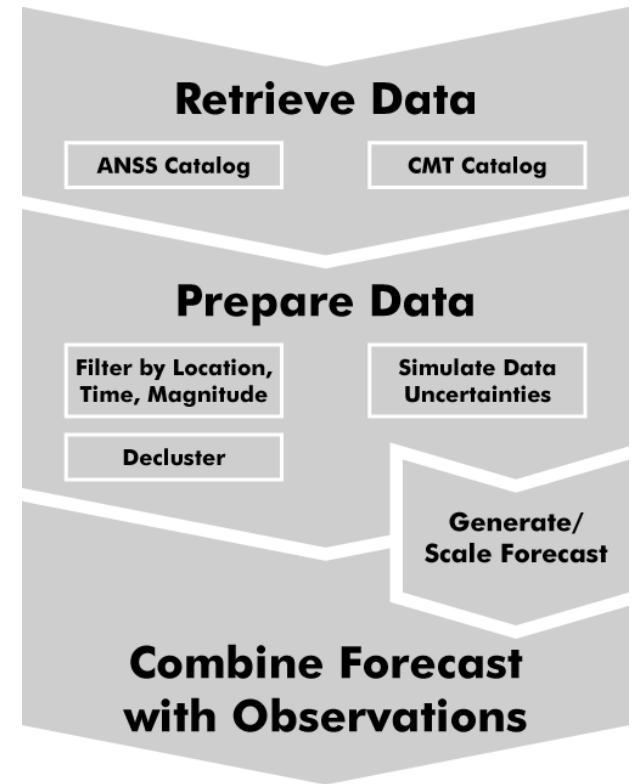 Retrieve Data
ANSS Catalog
CMT Catalog
Prepare Data
Filter by Location,
Time, Magnitude
Simulate Data
Uncertainties
Decluster
Generate/
Scale Forecast
Combine Forecast
with Observations